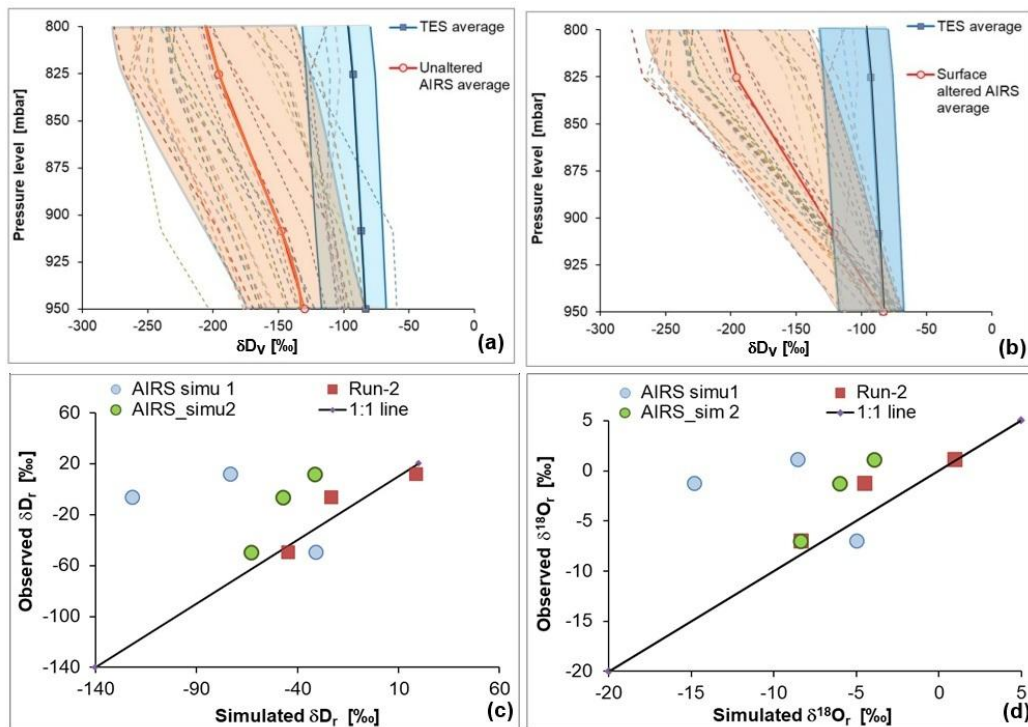 800
825
850
875
900
925
950
Pressure level [mbar]
-300
-250
-200
-150
-100
-50
0
δDV [‰]
TES average
Unaltered
AIRS average
(a)
800
825
850
875
900
925
950
Pressure level [mbar]
-300
-250
-200
-150
-100
-50
0
δDV [‰]
TES average
Surface
altered AIRS
average
(b)
AIRS simu 1
Run-2
AIRS_simu2
1:1 line
60
20
-20
-60
-100
-140
Observed δDr [‰]
-140
-90
-40
10
60
Simulated δDr [‰]
(c)
AIRS simu1
Run-2
AIRS_sim 2
1:1 line
5
0
-5
-10
-15
-20
Observed δ18Or [‰]
-20
-15
-10
-5
0
5
Simulated δ18Or [‰]
(d)